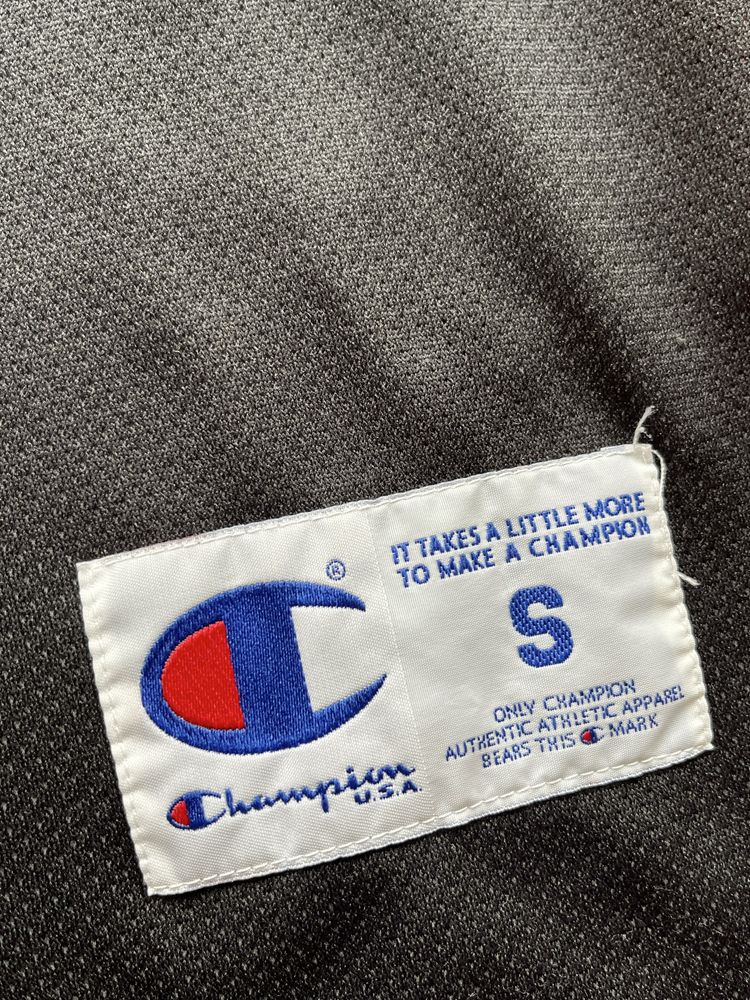 ®
Champion
U.S.A.
IT TAKES A LITTLE MORE
TO MAKE A CHAMPION
S
ONLY CHAMPION
AUTHENTIC ATHLETIC APPAREL
BEARS THIS C MARK